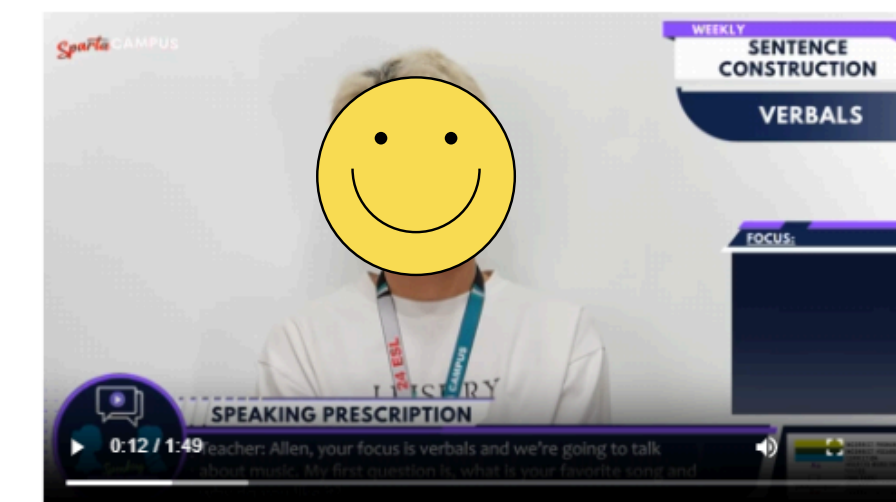 Sparta CAMPUS
WEEKLY
SENTENCE
CONSTRUCTION
VERBALS
FOCUS:
24 ESL
CAMPUS
SPEAKING PRESCRIPTION
0:12 / 1:49
Teacher: Allen, your focus is verbals and we're going to talk
about music. My first question is, what is your favorite song and